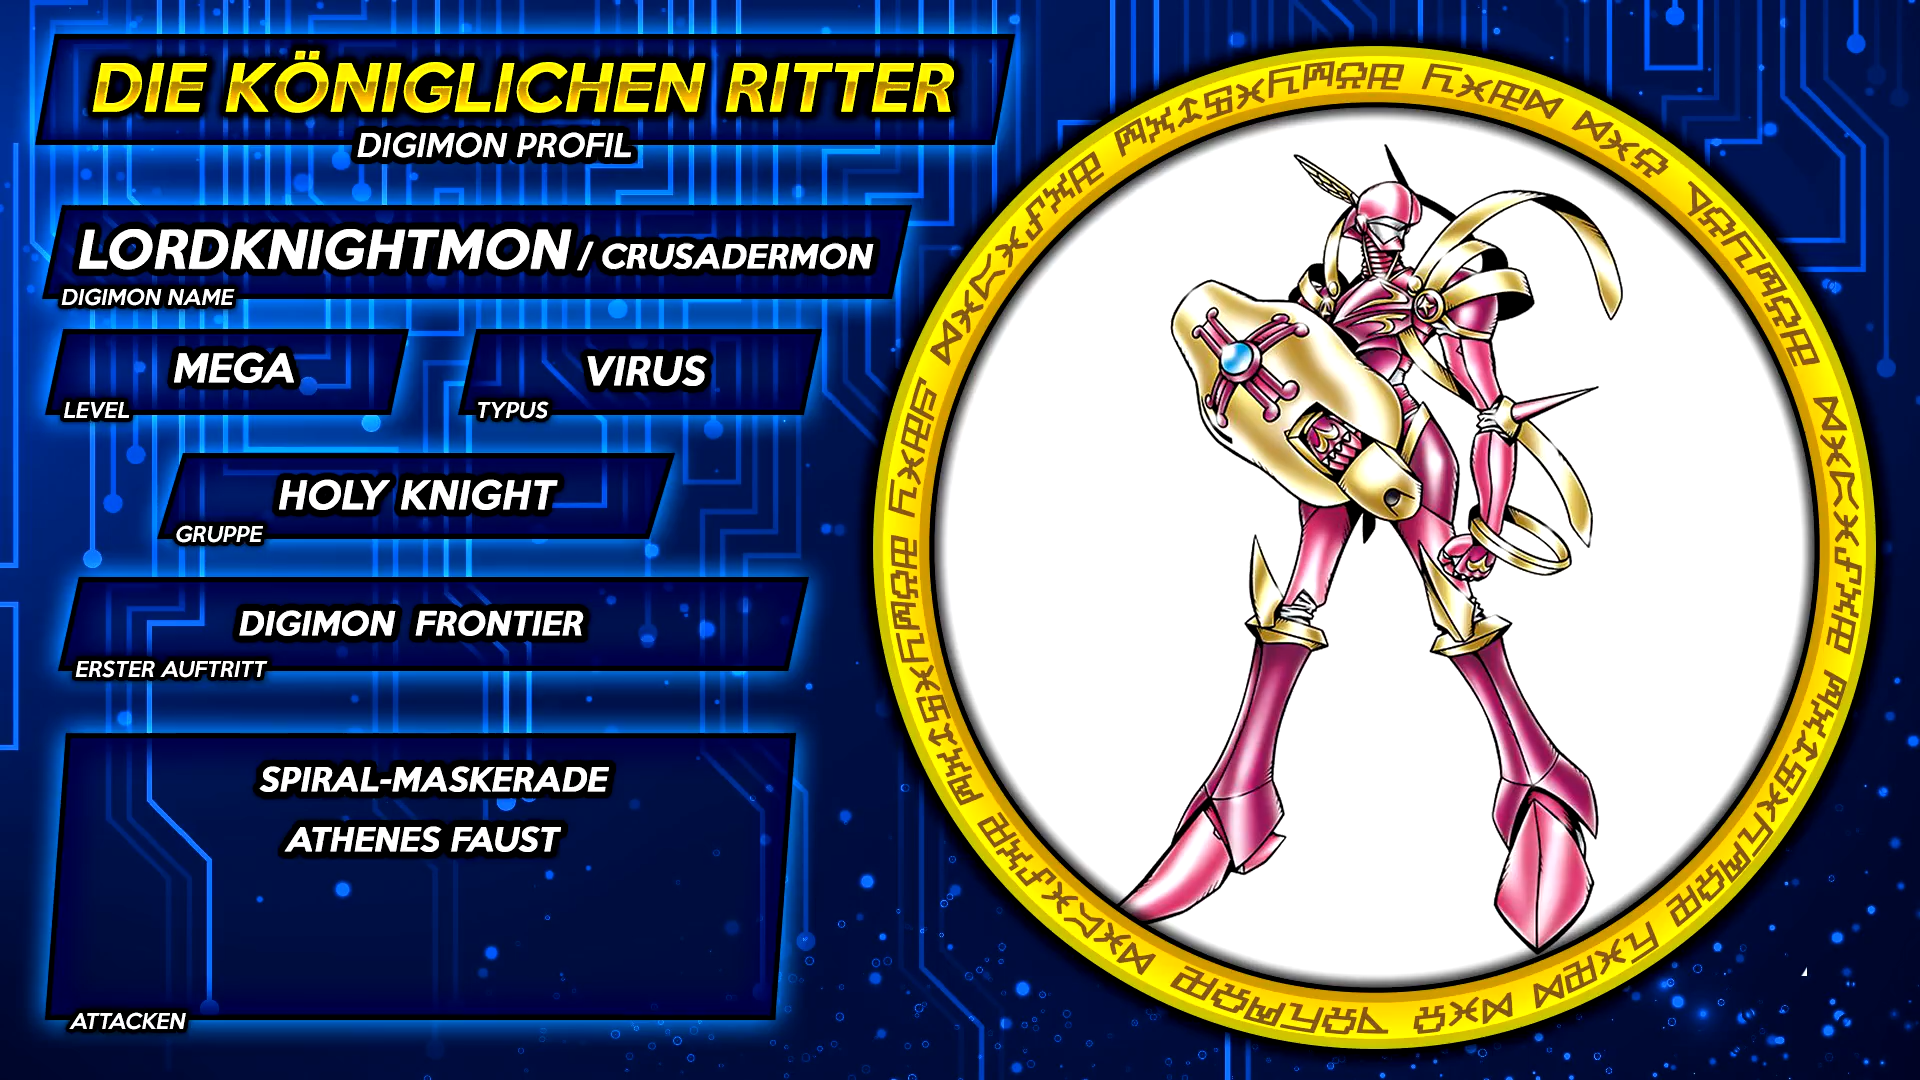 DIE KÖNIGLICHEN RITTER
DIGIMON PROFIL
LORDKNIGHTMON / CRUSADERMON
DIGIMON NAME
MEGA
LEVEL
VIRUS
TYPUS
HOLY KNIGHT
GRUPPE
DIGIMON FRONTIER
ERSTER AUFTRITT
SPIRAL-MASKERADE
ATHENES FAUST
ATTACKEN